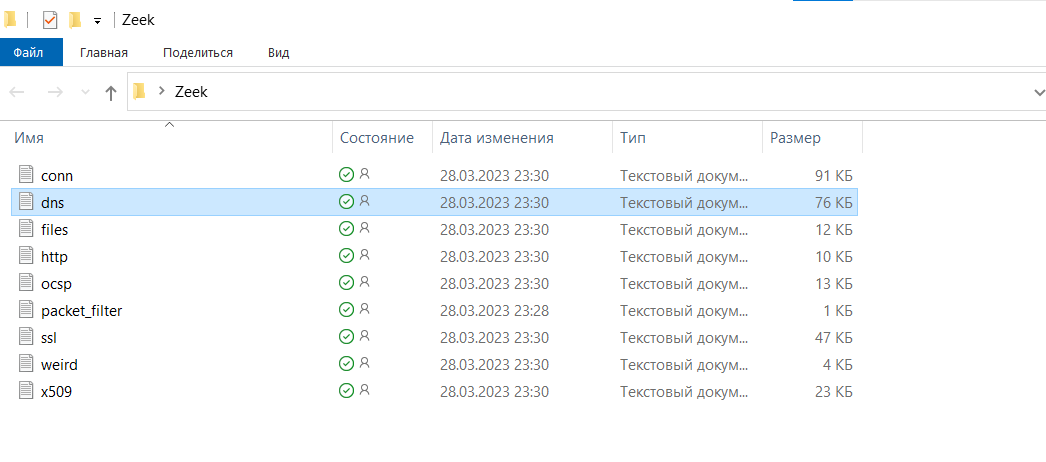 Zeek
Файл Главная Поделиться Вид
Zeek
Имя Состояние Дата изменения Тип Размер
conn 28.03.2023 23:30 Текстовый докум... 91 КБ
dns 28.03.2023 23:30 Текстовый докум... 76 КБ
files 28.03.2023 23:30 Текстовый докум... 12 КБ
http 28.03.2023 23:30 Текстовый докум... 10 КБ
ocsp 28.03.2023 23:30 Текстовый докум... 13 КБ
packet_filter 28.03.2023 23:28 Текстовый докум... 1 КБ
ssl 28.03.2023 23:30 Текстовый докум... 47 КБ
weird 28.03.2023 23:30 Текстовый докум... 4 КБ
x509 28.03.2023 23:30 Текстовый докум... 23 КБ